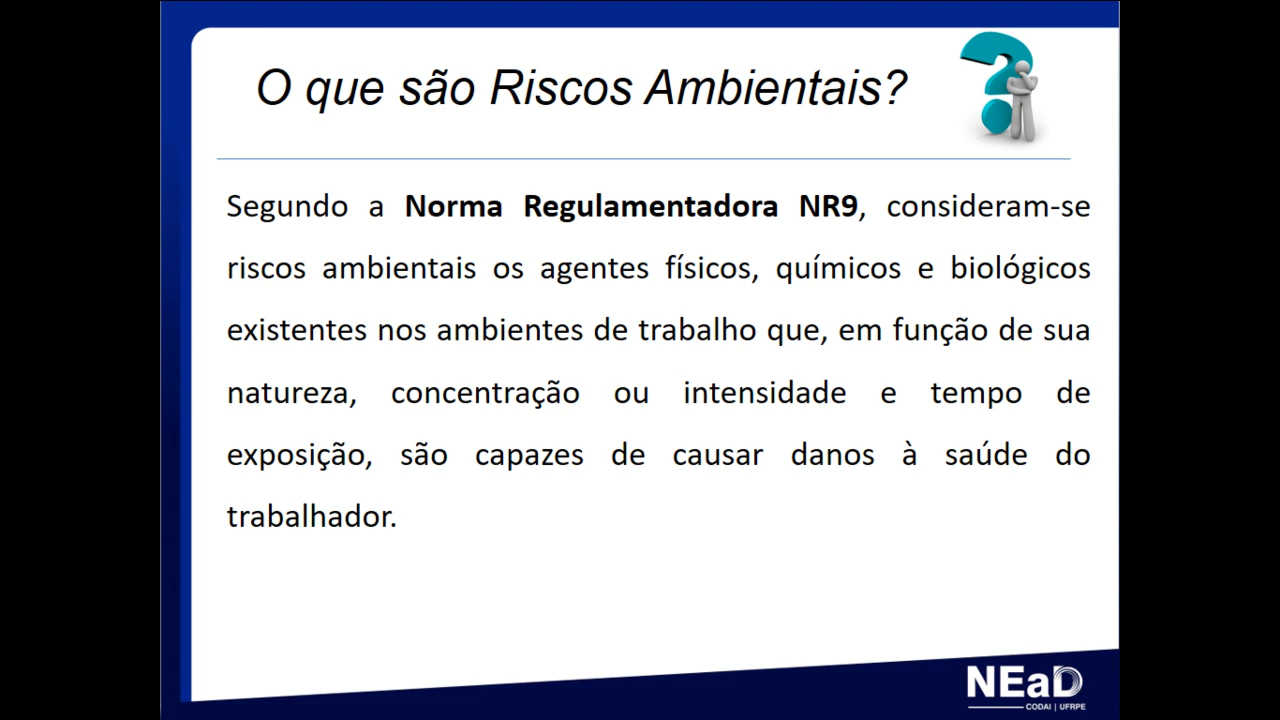 O que são Riscos Ambientais?
Segundo a Norma Regulamentadora NR9, consideram-se
riscos ambientais os agentes físicos, químicos e biológicos
existentes nos ambientes de trabalho que, em função de sua
natureza, concentração ou intensidade e tempo de
exposição, são capazes de causar danos à saúde do
trabalhador.
NEaD
CODAI | UFRPE